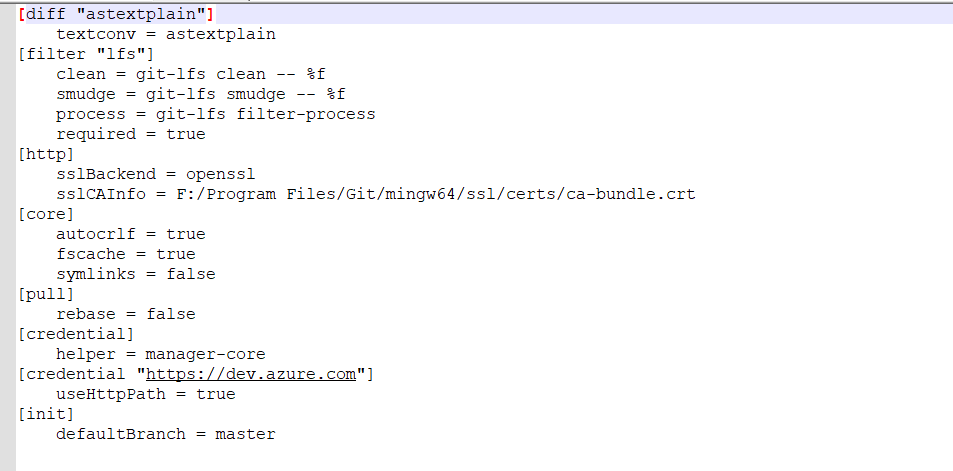 [diff "astextplain"]
textconv = astextplain
[filter "lfs"]
clean = git-lfs clean -- %f
smudge = git-lfs smudge -- %f
process = git-lfs filter-process
required = true
[http]
sslBackend = openssl
sslCAInfo = F:/Program Files/Git/mingw64/ssl/certs/ca-bundle.crt
[core]
autocrlf = true
fscache = true
symlinks = false
[pull]
rebase = false
[credential]
helper = manager-core
[credential "https://dev.azure.com"]
useHttpPath = true
[init]
defaultBranch = master